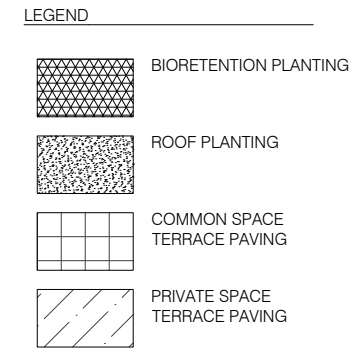 LEGEND
BIORETENTION PLANTING
ROOF PLANTING
COMMON SPACE
TERRACE PAVING
PRIVATE SPACE
TERRACE PAVING